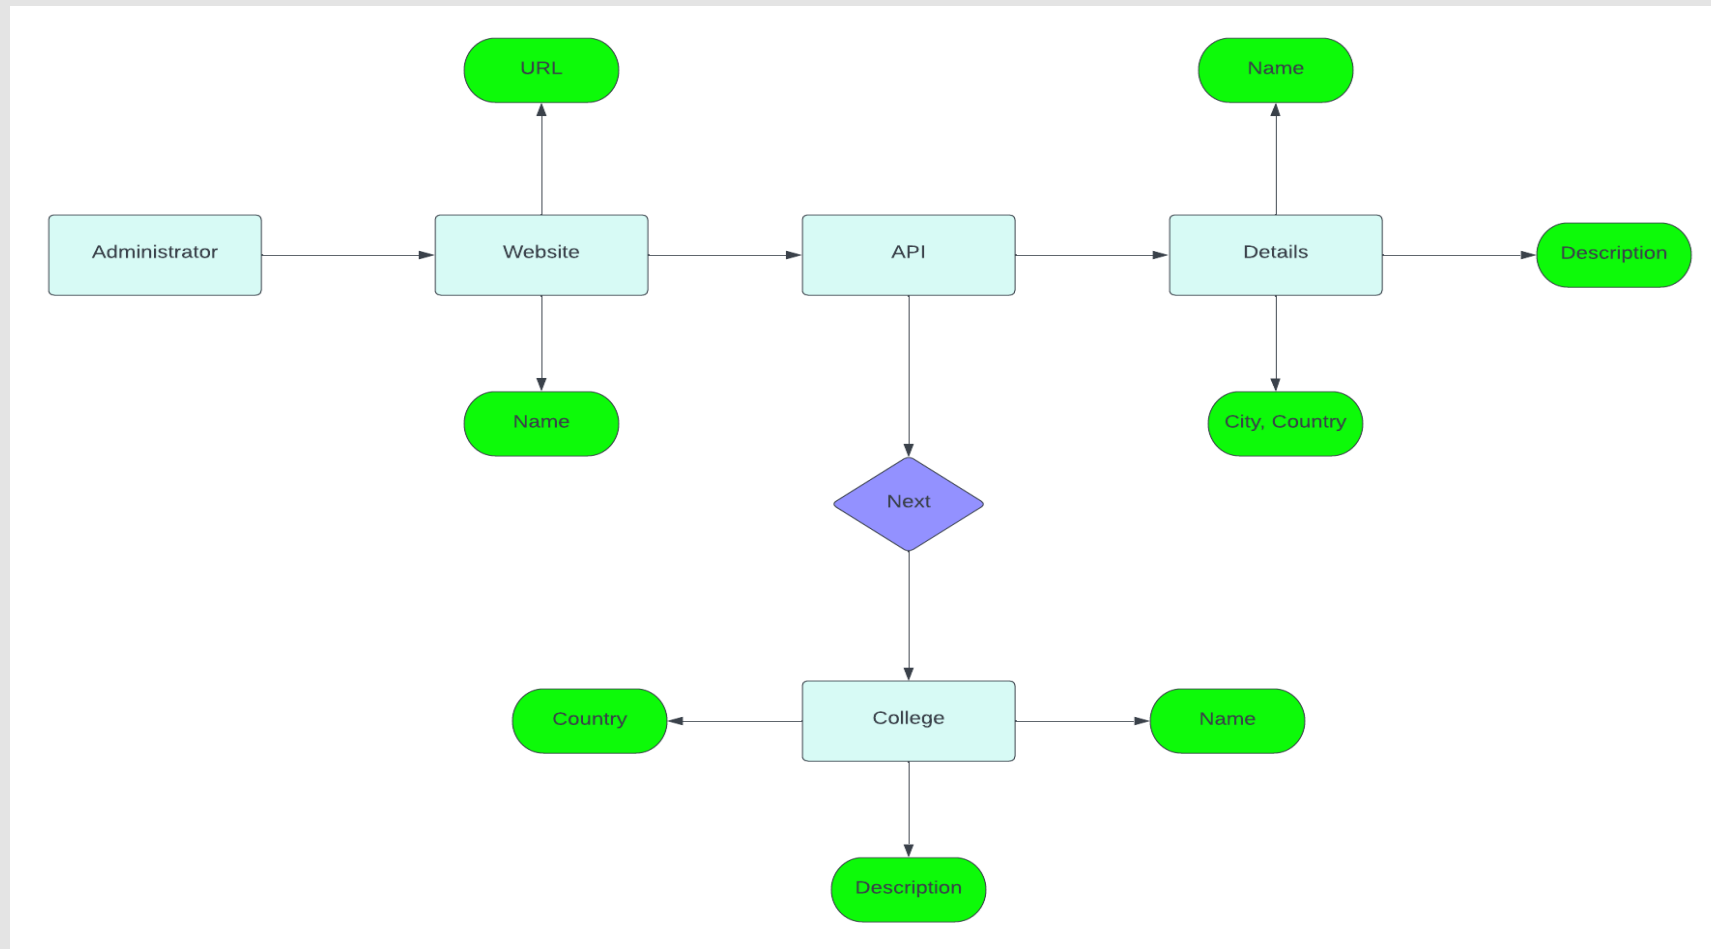 URL
Name
Administrator
Website
API
Details
Description
Name
City, Country
Next
Country
College
Name
Description